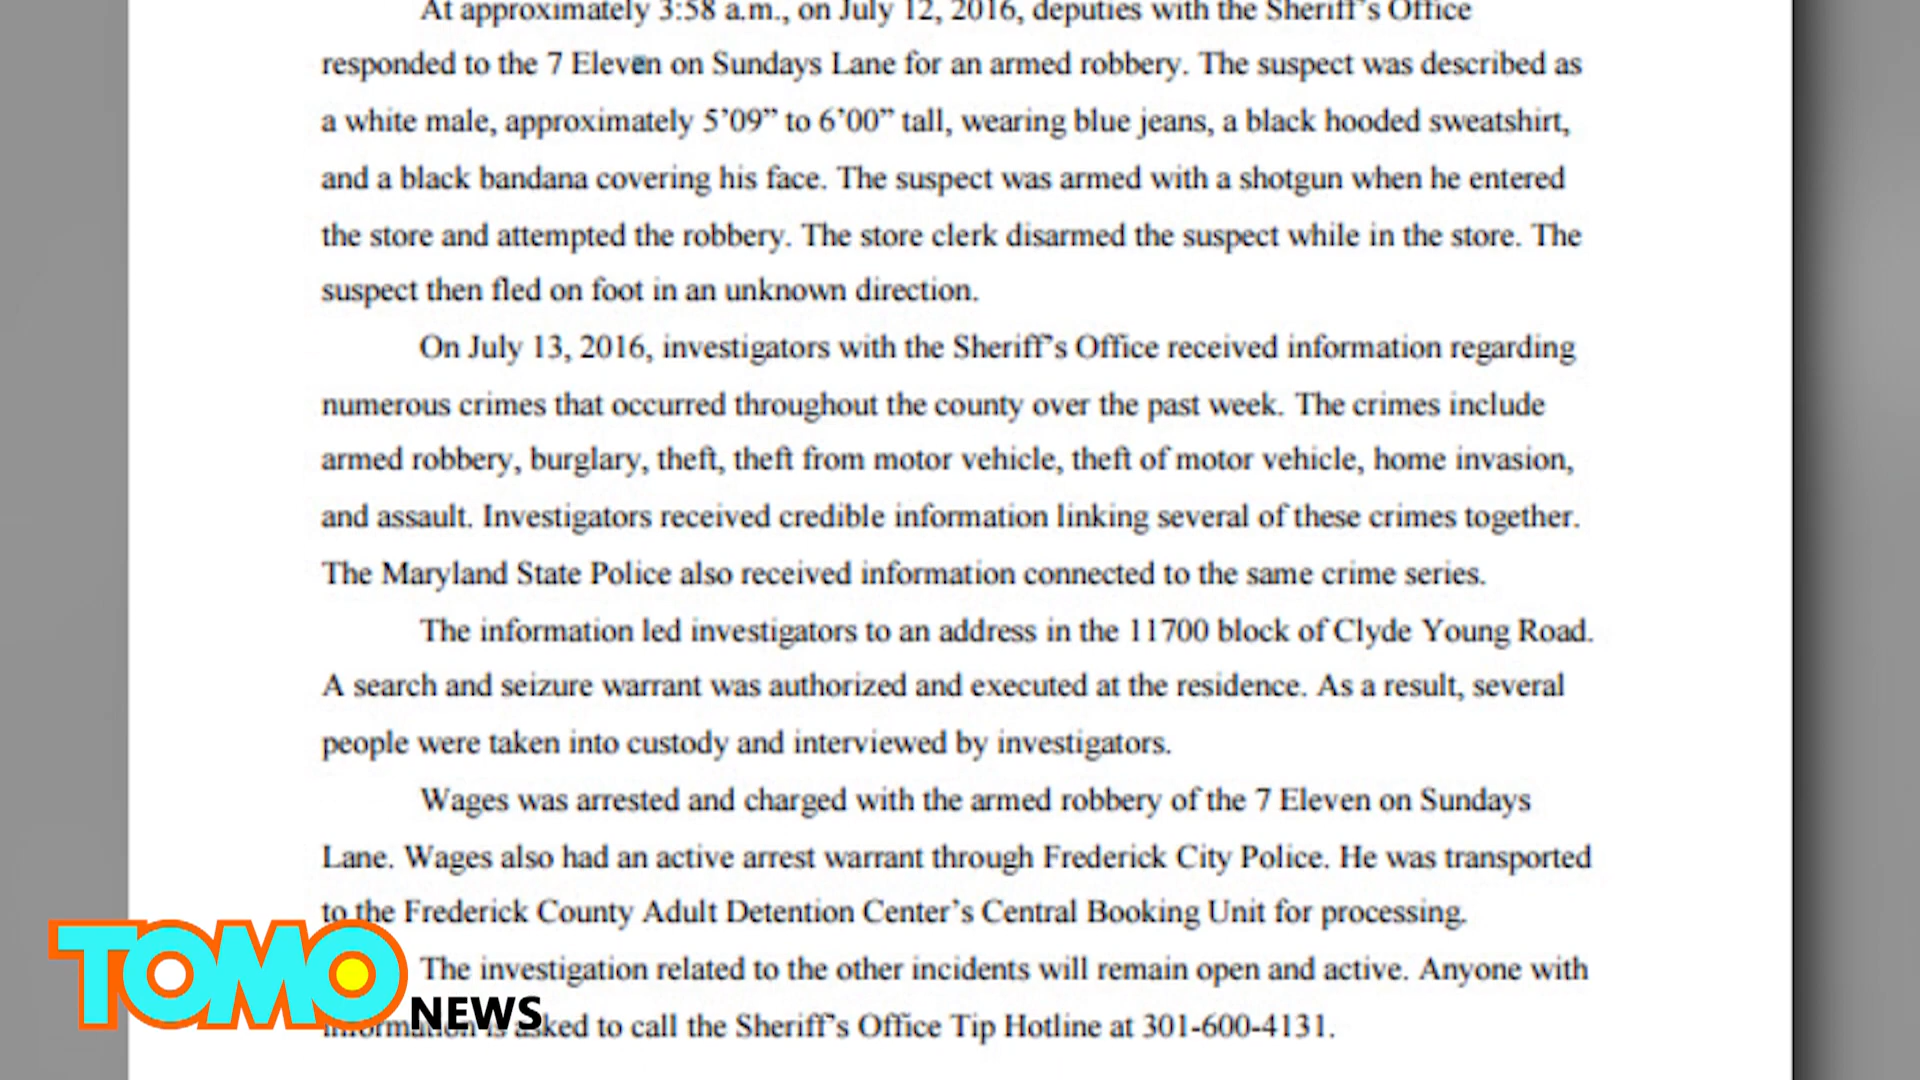 At approximately 3:58 a.m., on July 12, 2016, deputies with the Sheriff's Office
responded to the 7 Eleven on Sundays Lane for an armed robbery. The suspect was described as
a white male, approximately 5’09” to 6’00” tall, wearing blue jeans, a black hooded sweatshirt,
and a black bandana covering his face. The suspect was armed with a shotgun when he entered
the store and attempted the robbery. The store clerk disarmed the suspect while in the store. The
suspect then fled on foot in an unknown direction.
On July 13, 2016, investigators with the Sheriff’s Office received information regarding
numerous crimes that occurred throughout the county over the past week. The crimes include
armed robbery, burglary, theft, theft from motor vehicle, theft of motor vehicle, home invasion,
and assault. Investigators received credible information linking several of these crimes together.
The Maryland State Police also received information connected to the same crime series.
The information led investigators to an address in the 11700 block of Clyde Young Road.
A search and seizure warrant was authorized and executed at the residence. As a result, several
people were taken into custody and interviewed by investigators.
Wages was arrested and charged with the armed robbery of the 7 Eleven on Sundays
Lane. Wages also had an active arrest warrant through Frederick City Police. He was transported
to the Frederick County Adult Detention Center’s Central Booking Unit for processing.
The investigation related to the other incidents will remain open and active. Anyone with
information is asked to call the Sheriff’s Office Tip Hotline at 301-600-4131.
TOMO
NEWS